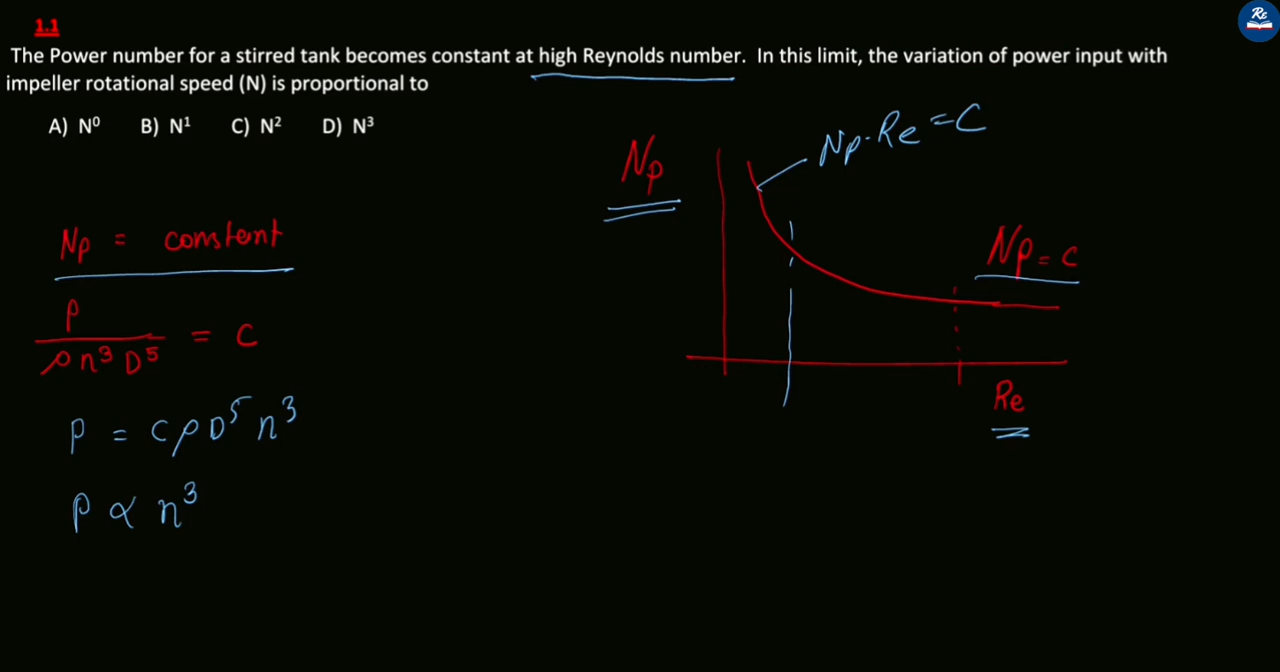 1.1
The Power number for a stirred tank becomes constant at high Reynolds number. In this limit, the variation of power input with
impeller rotational speed (N) is proportional to
A) N⁰ B) N¹ C) N² D) N³
Np·Re = C
Np
Np = C
Re
Np = constant
P / ρn³D⁵ = C
P = CρD⁵n³
P ∝ n³
Re